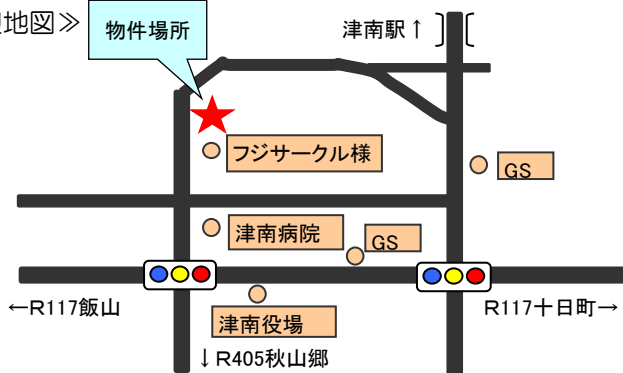 地図≫
物件場所
津南駅↑
フジサークル様
GS
津南病院
GS
←R117飯山
R117十日町→
津南役場
↓R405秋山郷